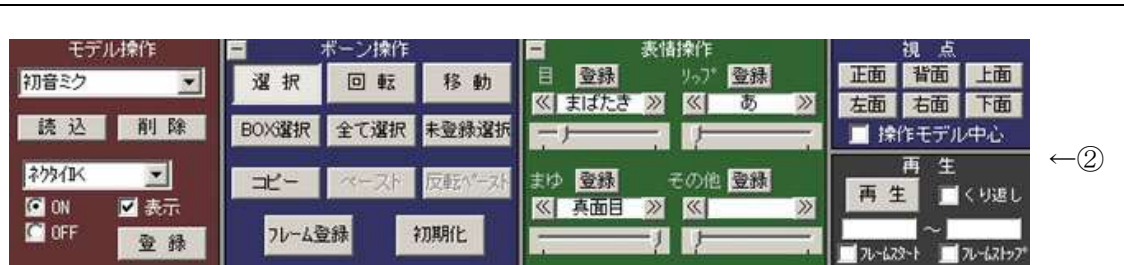 モデル操作
初音ミク
読込 削除
ネクタイIK
ON 表示
OFF 登録
ボーン操作
選択 回転 移動
BOX選択 全て選択 未登録選択
コピー ペースト 反転ペースト
フレーム登録 初期化
表情操作
目 登録 リップ 登録
まばたき あ
まゆ 登録 その他 登録
真面目
視点
正面 背面 上面
左面 右面 下面
操作モデル中心
再生
再生 くり返し
～
フレームスタート フレームストップ
←②